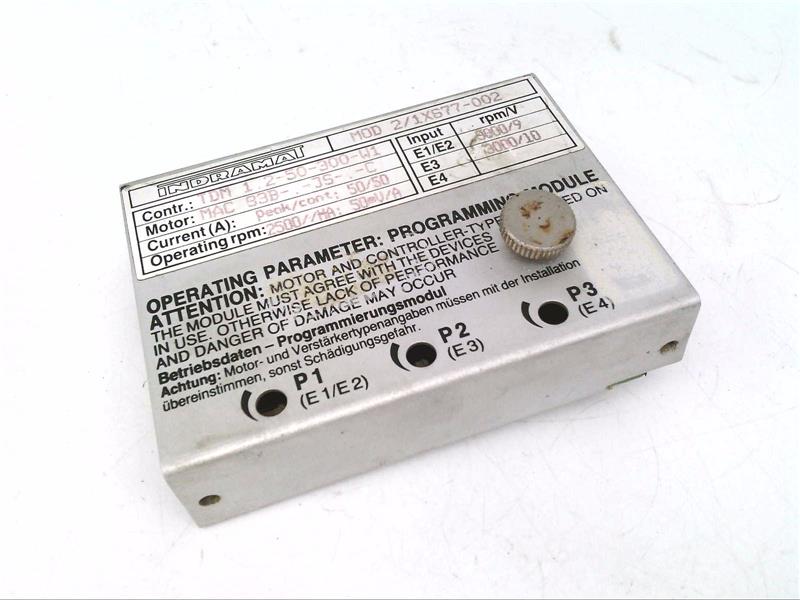 INDRAMAT
MOD 2/1X677-002
Contr.: TDM 1.2-50-300-W1
Motor: MAC 93B-.-JS-.-C
Current (A): peak/cont: 50/50
Operating rpm: 2500//MA: 50mV/A
Input rpm/V
E1/E2 9000/9
E3 3000/10
E4
OPERATING PARAMETER: PROGRAMMING MODULE
ATTENTION: MOTOR AND CONTROLLER-TYPE ON
THE MODULE MUST AGREE WITH THE DEVICES
IN USE. OTHERWISE LACK OF PERFORMANCE
AND DANGER OF DAMAGE MAY OCCUR
Betriebsdaten – Programmierungsmodul
Achtung: Motor- und Verstärkertypenangaben müssen mit der Installation
übereinstimmen, sonst Schädigungsgefahr.
P1
(E1/E2)
P2
(E3)
P3
(E4)